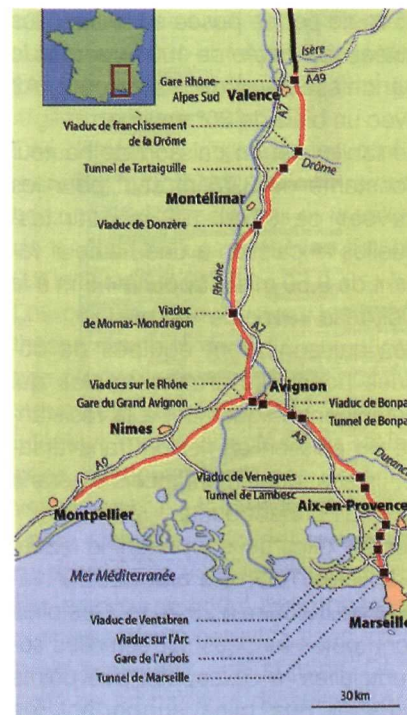 Isère
Gare Rhône-
Alpes Sud
A49
Valence
A7
Viaduc de franchissement
de la Drôme
Drôme
Tunnel de Tartaiguille
Montélimar
Viaduc de Donzère
Rhône
Viaduc
de Mornas-Mondragon
A7
Viaducs sur le Rhône
Avignon
Gare du Grand Avignon
Viaduc de Bonpa
Tunnel de Bonpa
Nîmes
A8
A9
Duranc
Viaduc de Vernègues
Tunnel de Lambesc
Aix-en-Provence
Montpellier
Mer Méditerranée
Viaduc de Ventabren
Marseille
Viaduc sur l'Arc
Gare de l'Arbois
Tunnel de Marseille
30 km